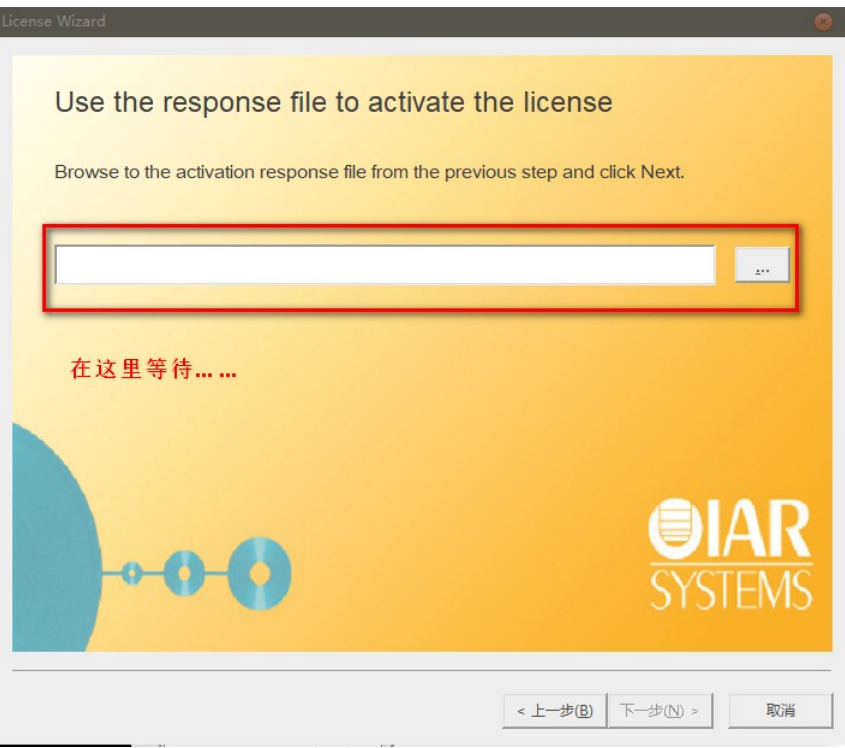 License Wizard
Use the response file to activate the license
Browse to the activation response file from the previous step and click Next.
...
在这里等待... ...
IAR
SYSTEMS
< 上一步(B)
下一步(N) >
取消